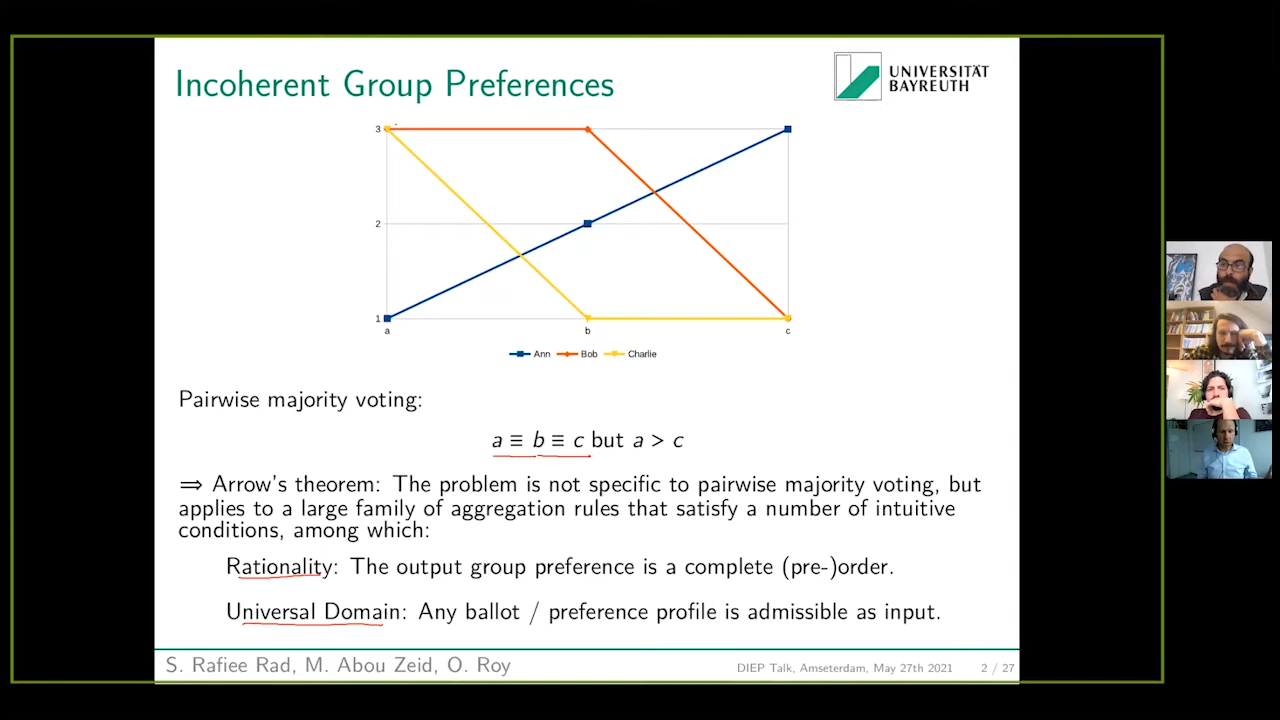 Incoherent Group Preferences
UNIVERSITÄT
BAYREUTH
3
2
1
a b c
Ann Bob Charlie
Pairwise majority voting:
a ≡ b ≡ c but a > c
⟹ Arrow's theorem: The problem is not specific to pairwise majority voting, but
applies to a large family of aggregation rules that satisfy a number of intuitive
conditions, among which:
Rationality: The output group preference is a complete (pre-)order.
Universal Domain: Any ballot / preference profile is admissible as input.
S. Rafiee Rad, M. Abou Zeid, O. Roy
DIEP Talk, Amseterdam, May 27th 2021
2 / 27